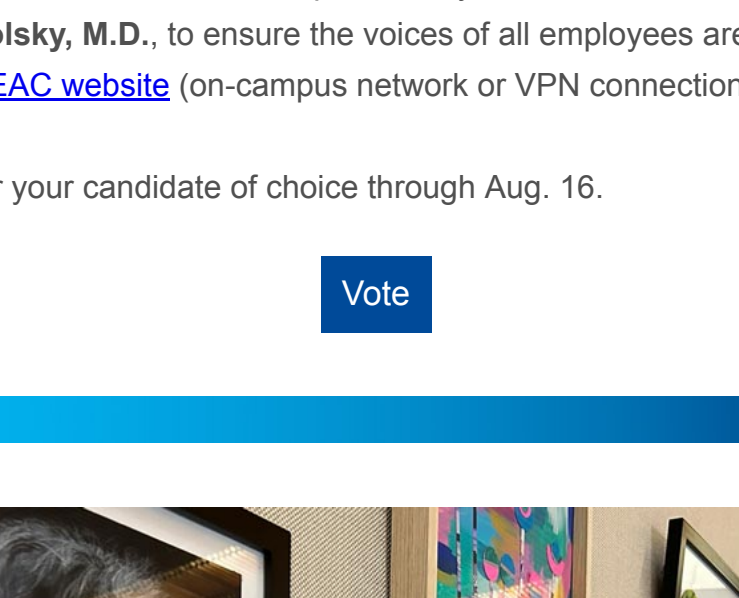 olsky, M.D., to ensure the voices of all employees are
EAC website (on-campus network or VPN connection
r your candidate of choice through Aug. 16.
Vote